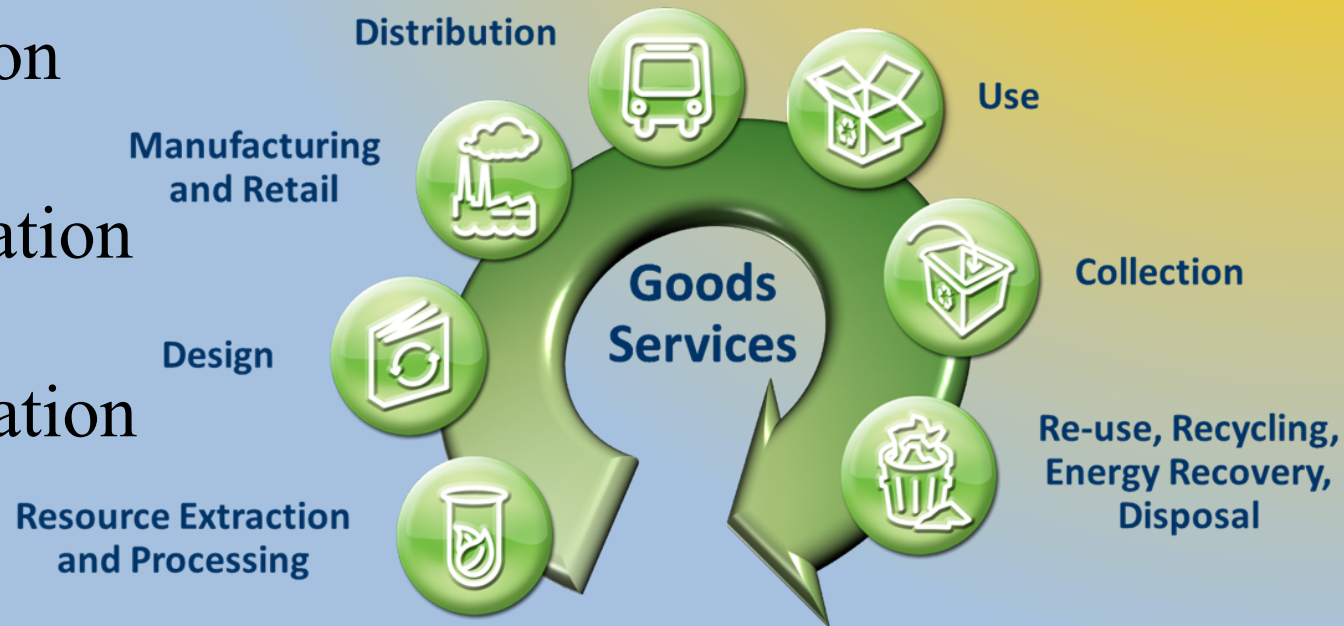 on
ation
ation
Distribution
Use
Manufacturing
and Retail
Collection
Design
Goods
Services
Re-use, Recycling,
Energy Recovery,
Disposal
Resource Extraction
and Processing